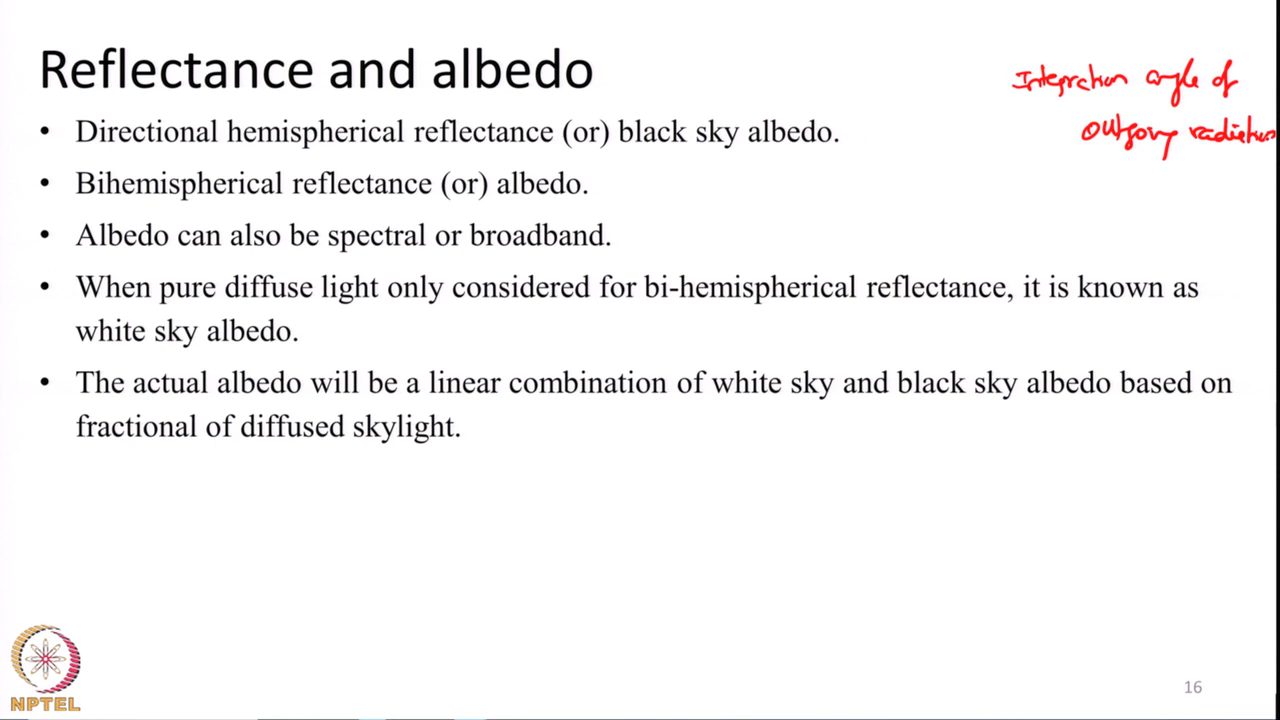 Reflectance and albedo
Integration angle of
outgoing radiation
• Directional hemispherical reflectance (or) black sky albedo.
• Bihemispherical reflectance (or) albedo.
• Albedo can also be spectral or broadband.
• When pure diffuse light only considered for bi-hemispherical reflectance, it is known as
white sky albedo.
• The actual albedo will be a linear combination of white sky and black sky albedo based on
fractional of diffused skylight.
NPTEL
16